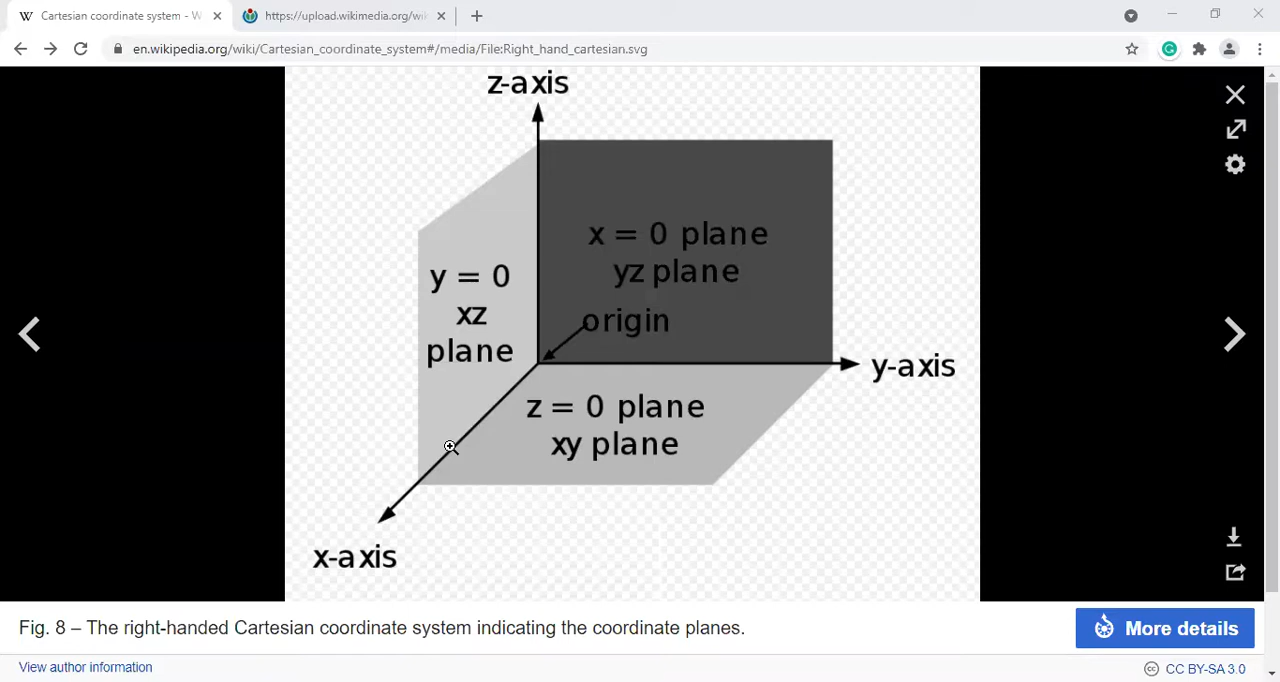 Cartesian coordinate system - W
https://upload.wikimedia.org/wi
en.wikipedia.org/wiki/Cartesian_coordinate_system#/media/File:Right_hand_cartesian.svg
z-axis
x = 0 plane
yz plane
y = 0
xz
plane
origin
y-axis
z = 0 plane
xy plane
x-axis
Fig. 8 – The right-handed Cartesian coordinate system indicating the coordinate planes.
More details
View author information
CC BY-SA 3.0